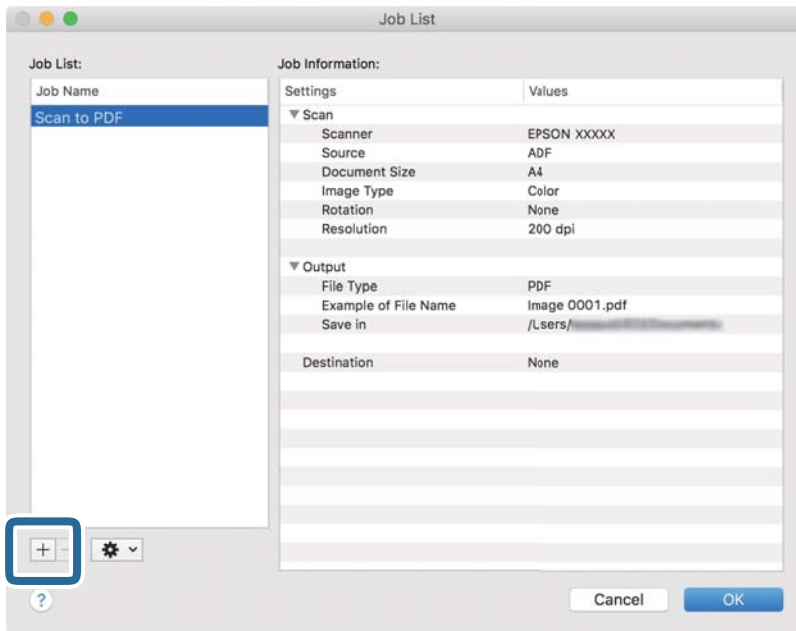 Job List
Job List:
Job Information:
Job Name
Settings Values
Scan to PDF
Scan
Scanner EPSON XXXXX
Source ADF
Document Size A4
Image Type Color
Rotation None
Resolution 200 dpi
Output
File Type PDF
Example of File Name Image 0001.pdf
Save in /Users/
Destination None
+ -
?
Cancel OK